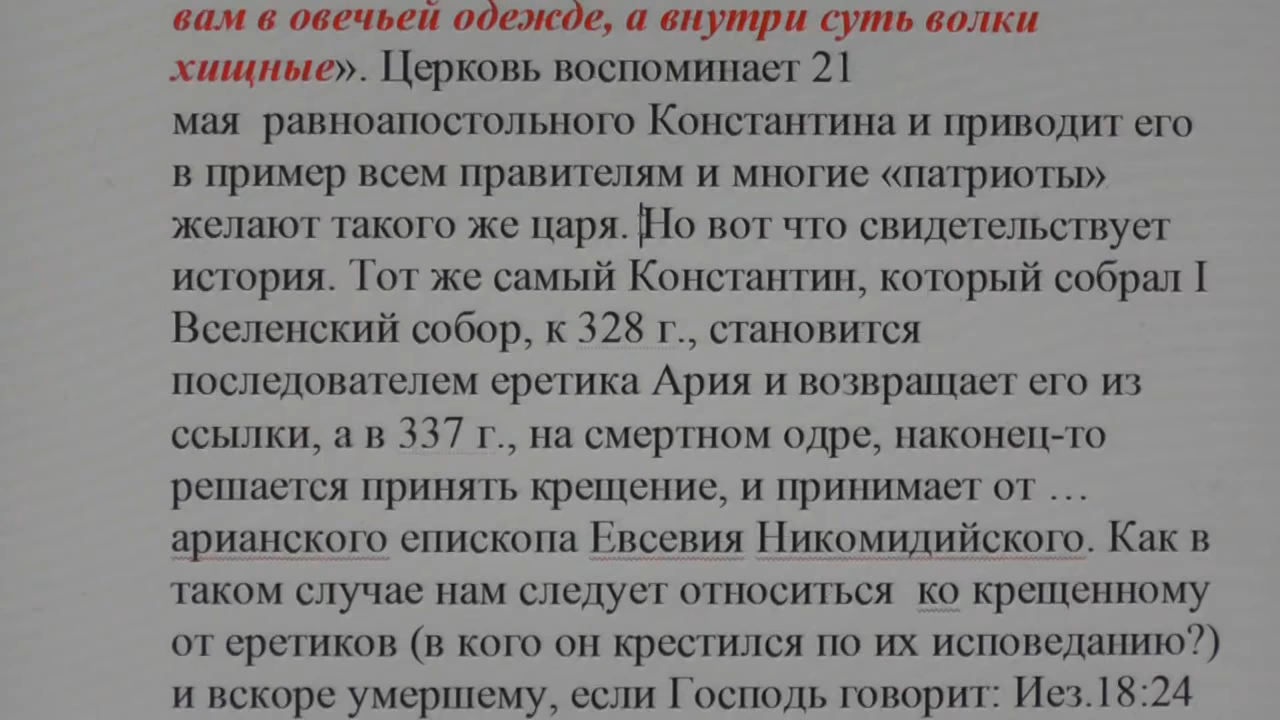 вам в овечьей одежде, а внутри суть волки
хищные». Церковь воспоминает 21
мая равноапостольного Константина и приводит его
в пример всем правителям и многие «патриоты»
желают такого же царя. Но вот что свидетельствует
история. Тот же самый Константин, который собрал I
Вселенский собор, к 328 г., становится
последователем еретика Ария и возвращает его из
ссылки, а в 337 г., на смертном одре, наконец-то
решается принять крещение, и принимает от …
арианского епископа Евсевия Никомидийского. Как в
таком случае нам следует относиться ко крещенному
от еретиков (в кого он крестился по их исповеданию?)
и вскоре умершему, если Господь говорит: Иез.18:24